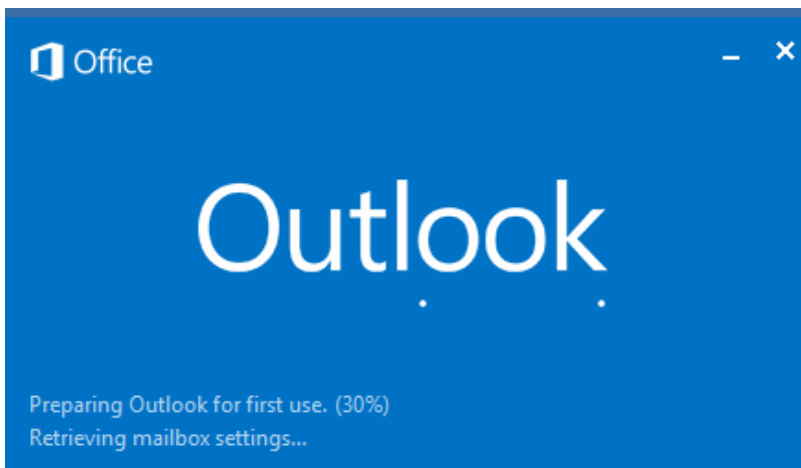 Office
Outlook
Preparing Outlook for first use. (30%)
Retrieving mailbox settings...